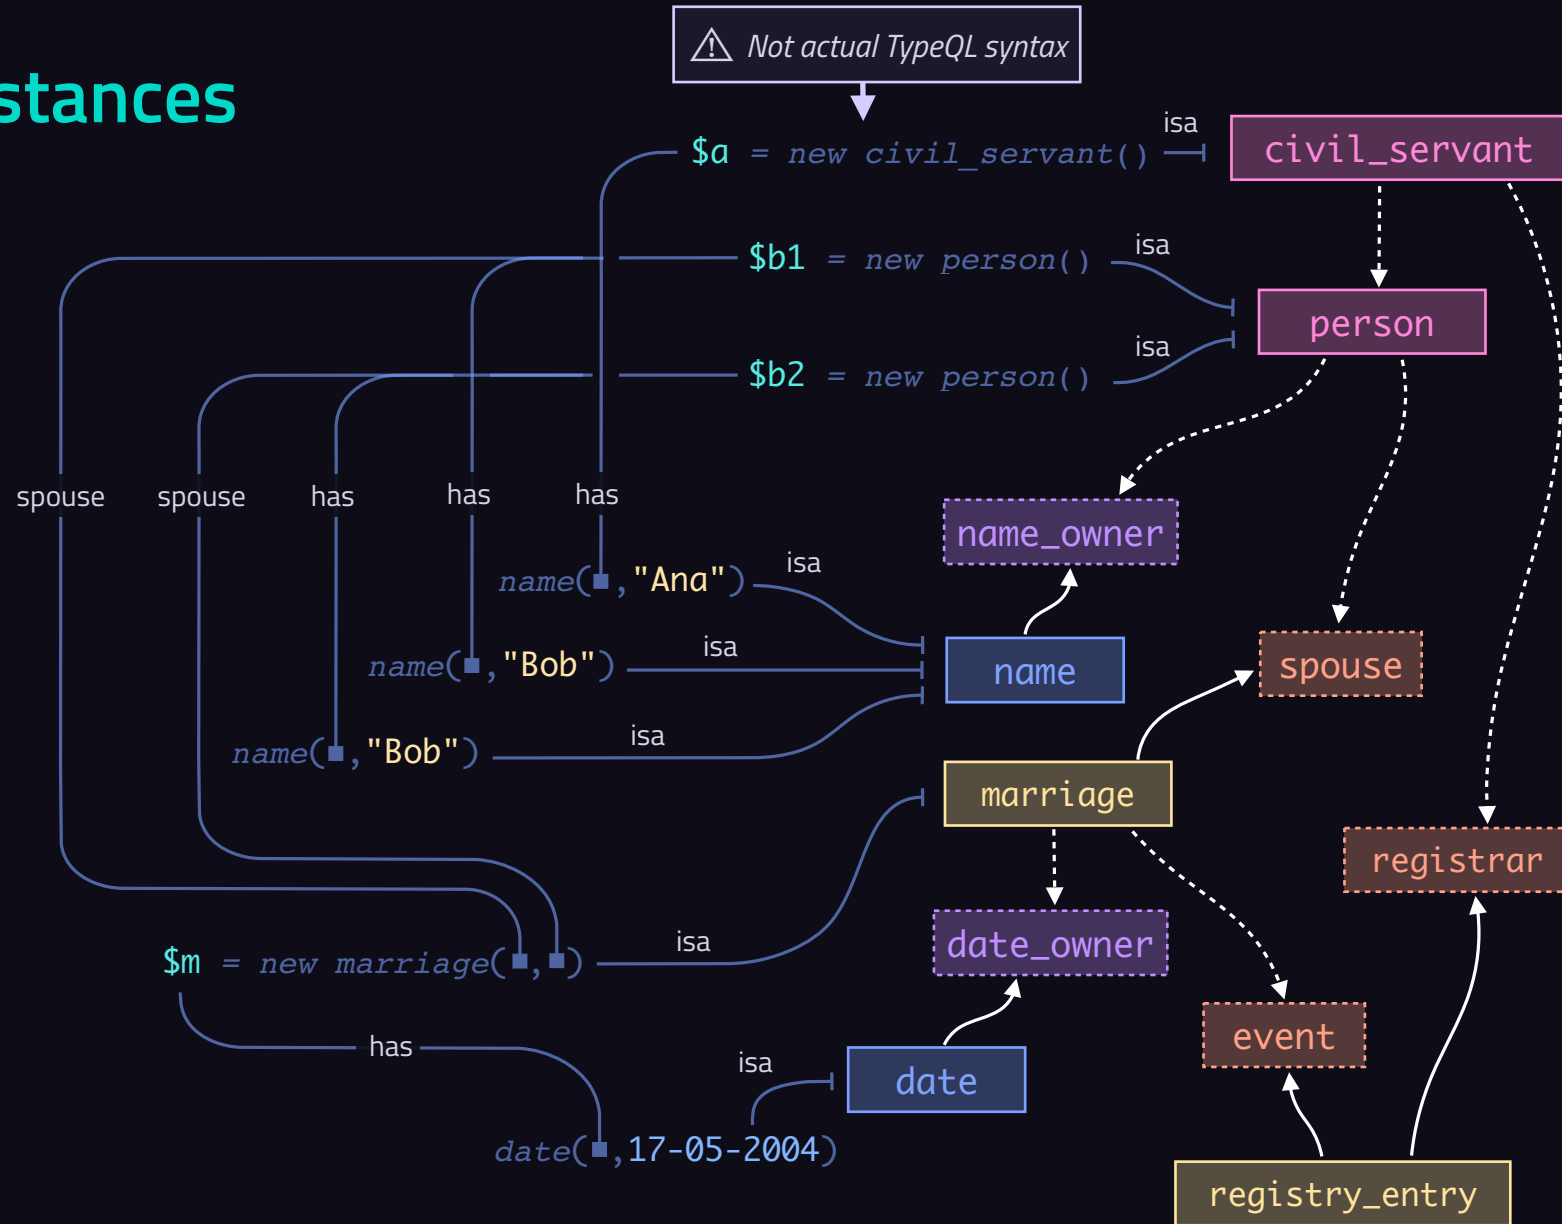 Not actual TypeQL syntax
stances
isa
$a = new civil_servant()
civil_servant
isa
$b1 = new person()
person
isa
$b2 = new person()
spouse
spouse
has
has
has
name_owner
name(■,"Ana")
isa
name(■,"Bob")
isa
name
spouse
name(■,"Bob")
isa
marriage
registrar
$m = new marriage(■,■)
isa
date_owner
has
event
isa
date
date(■,17-05-2004)
registry_entry